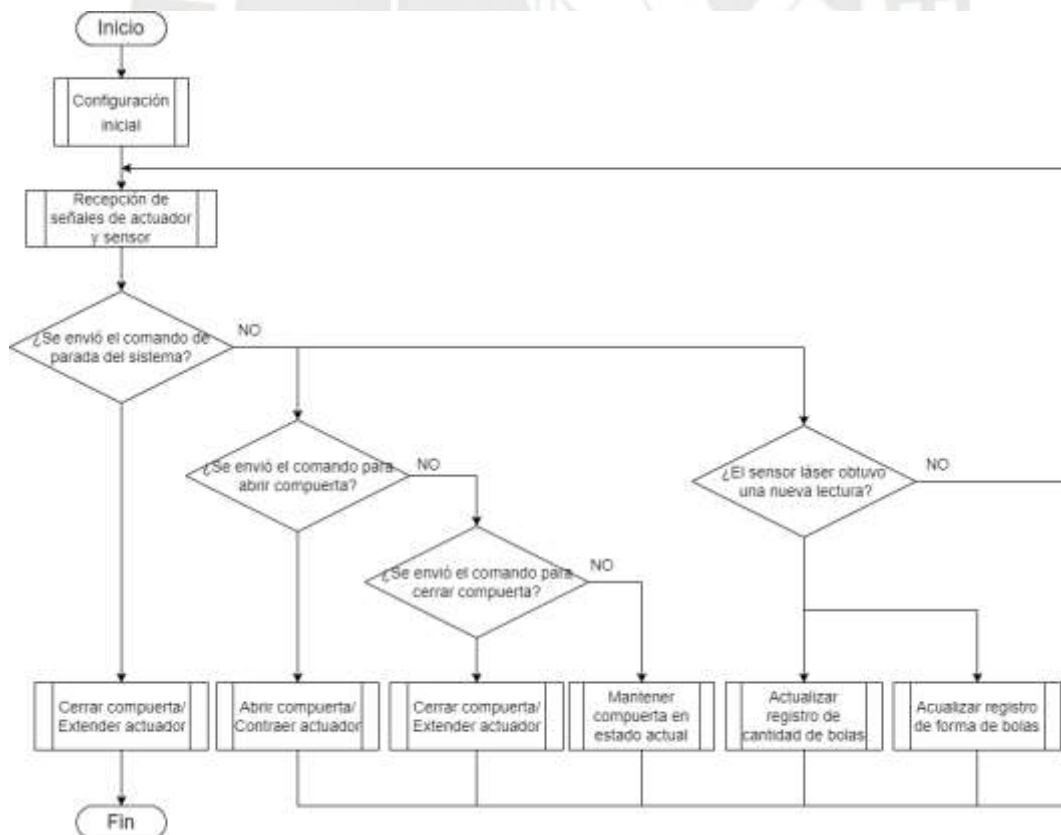 Inicio
Configuración
inicial
Recepción de
señales de actuador
y sensor
¿Se envió el comando de
parada del sistema?
NO
¿Se envió el comando para
abrir compuerta?
NO
¿El sensor láser obtuvo
una nueva lectura?
NO
¿Se envió el comando para
cerrar compuerta?
NO
Cerrar compuerta/
Extender actuador
Abrir compuerta/
Contraer actuador
Cerrar compuerta/
Extender actuador
Mantener
compuerta en
estado actual
Actualizar
registro de
cantidad de bolas
Acualizar registro
de forma de bolas
Fin